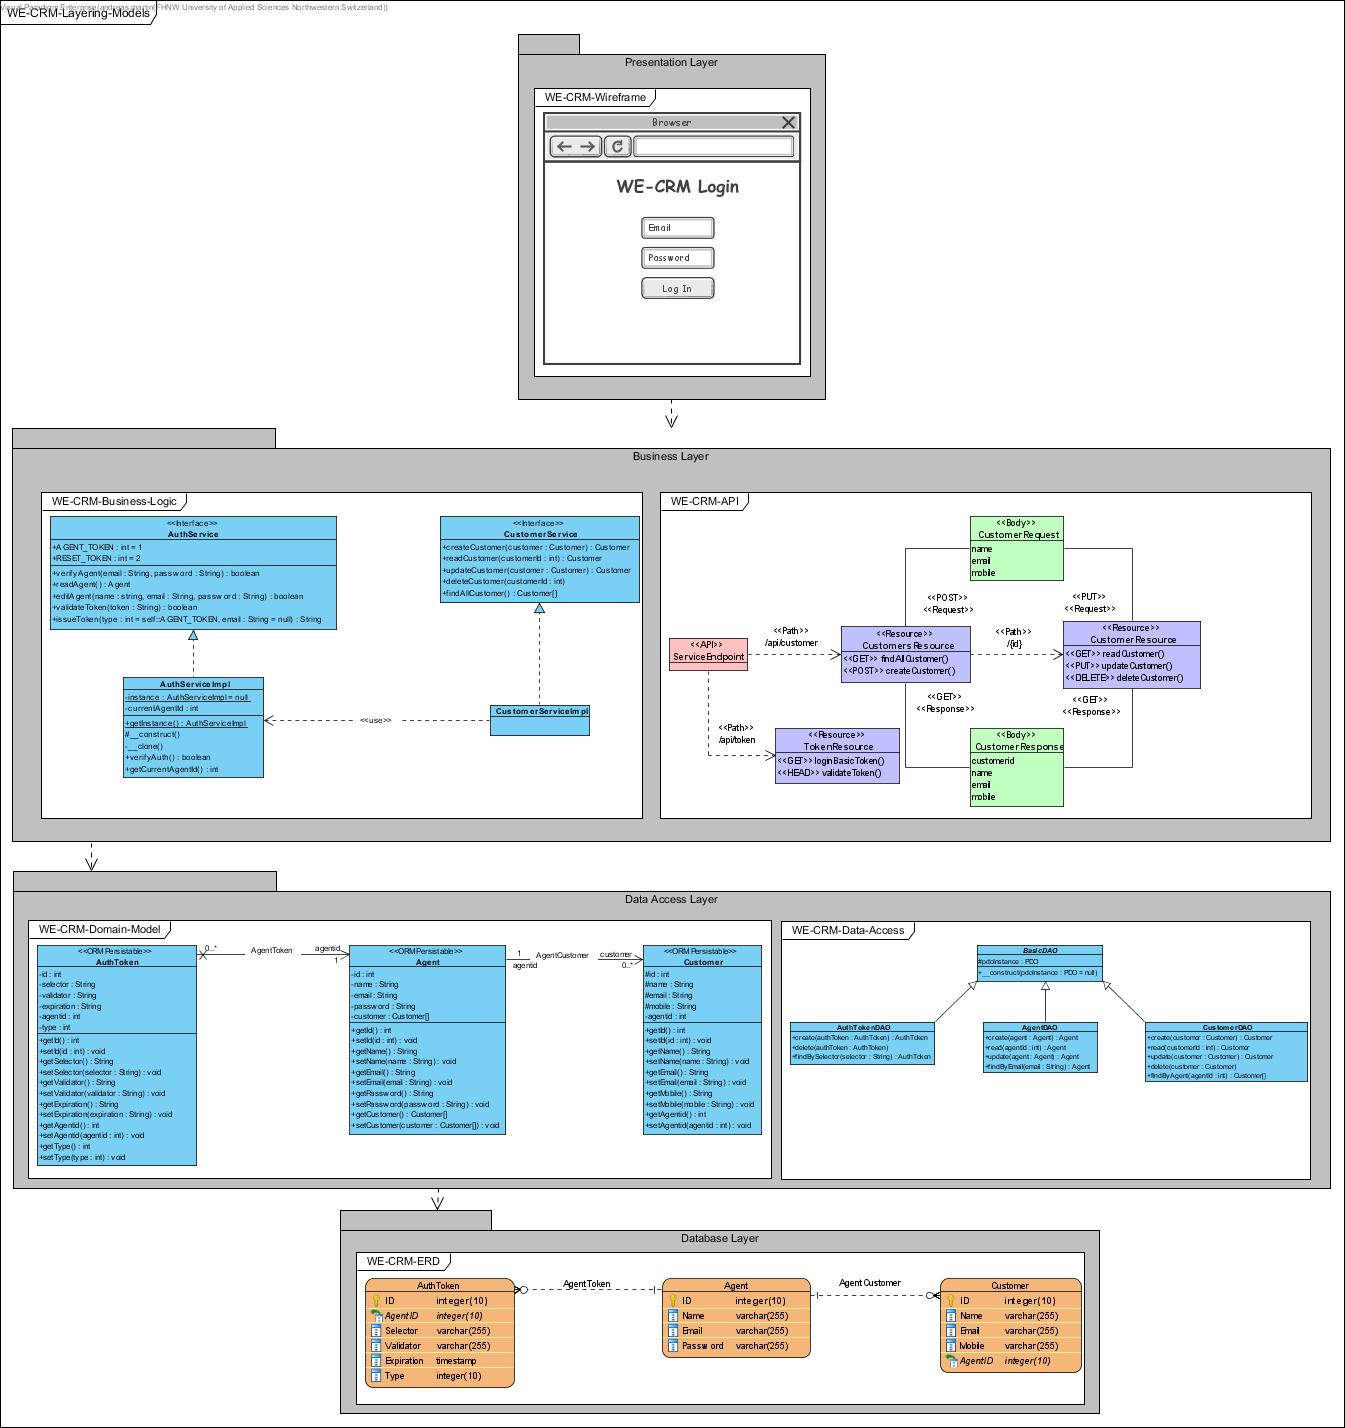 Visual Paradigm Enterprise(andreas.martin(FHNW University of Applied Sciences Northwestern Switzerland))
WE-CRM-Layering-Models
Presentation Layer
WE-CRM-Wireframe
Browser
WE-CRM Login
Email
Password
Log In
Business Layer
WE-CRM-Business-Logic
<<Interface>>
AuthService
+AGENT_TOKEN : int = 1
+RESET_TOKEN : int = 2
+verifyAgent(email : String, password : String) : boolean
+readAgent() : Agent
+editAgent(name : string, email : String, password : String) : boolean
+validateToken(token : String) : boolean
+issueToken(type : int = self::AGENT_TOKEN, email : String = null) : String
<<Interface>>
CustomerService
+createCustomer(customer : Customer) : Customer
+readCustomer(customerId : int) : Customer
+updateCustomer(customer : Customer) : Customer
+deleteCustomer(customerId : int)
+findAllCustomer() : Customer[]
AuthServiceImpl
-instance : AuthServiceImpl = null
-currentAgentId : int
+getInstance() : AuthServiceImpl
#__construct()
-__clone()
+verifyAuth() : boolean
+getCurrentAgentId() : int
<<use>>
CustomerServiceImpl
WE-CRM-API
<<Body>>
CustomerRequest
name
email
mobile
<<POST>>
<<Request>>
<<PUT>>
<<Request>>
<<API>>
ServiceEndpoint
<<Path>>
/api/customer
<<Resource>>
CustomersResource
<<GET>> findAllCustomer()
<<POST>> createCustomer()
<<Path>>
/{id}
<<Resource>>
CustomerResource
<<GET>> readCustomer()
<<PUT>> updateCustomer()
<<DELETE>> deleteCustomer()
<<GET>>
<<Response>>
<<GET>>
<<Response>>
<<Path>>
/api/token
<<Resource>>
TokenResource
<<GET>> loginBasicToken()
<<HEAD>> validateToken()
<<Body>>
CustomerResponse
customerid
name
email
mobile
Data Access Layer
WE-CRM-Domain-Model
<<ORM Persistable>>
AuthToken
-id : int
-selector : String
-validator : String
-expiration : String
-agentid : int
-type : int
+getId() : int
+setId(id : int) : void
+getSelector() : String
+setSelector(selector : String) : void
+getValidator() : String
+setValidator(validator : String) : void
+getExpiration() : String
+setExpiration(expiration : String) : void
+getAgentid() : int
+setAgentid(agentid : int) : void
+getType() : int
+setType(type : int) : void
0..*
AgentToken
agentid
1
<<ORM Persistable>>
Agent
-id : int
-name : String
-email : String
-password : String
-customer : Customer[]
+getId() : int
+setId(id : int) : void
+getName() : String
+setName(name : String) : void
+getEmail() : String
+setEmail(email : String) : void
+getPassword() : String
+setPassword(password : String) : void
+getCustomer() : Customer[]
+setCustomer(customer : Customer[]) : void
1
agentid
AgentCustomer
customer
0..*
<<ORM Persistable>>
Customer
#id : int
#name : String
#email : String
#mobile : String
-agentid : int
+getId() : int
+setId(id : int) : void
+getName() : String
+setName(name : String) : void
+getEmail() : String
+setEmail(email : String) : void
+getMobile() : String
+setMobile(mobile : String) : void
+getAgentid() : int
+setAgentid(agentid : int) : void
WE-CRM-Data-Access
BasicDAO
#pdoInstance : PDO
+__construct(pdoInstance : PDO = null)
AuthTokenDAO
+create(authToken : AuthToken) : AuthToken
+delete(authToken : AuthToken)
+findBySelector(selector : String) : AuthToken
AgentDAO
+create(agent : Agent) : Agent
+read(agentId : int) : Agent
+update(agent : Agent) : Agent
+findByEmail(email : String) : Agent
CustomerDAO
+create(customer : Customer) : Customer
+read(customerId : int) : Customer
+update(customer : Customer) : Customer
+delete(customer : Customer)
+findByAgent(agentId : int) : Customer[]
Database Layer
WE-CRM-ERD
AuthToken
ID integer(10)
AgentID integer(10)
Selector varchar(255)
Validator varchar(255)
Expiration timestamp
Type integer(10)
AgentToken
Agent
ID integer(10)
Name varchar(255)
Email varchar(255)
Password varchar(255)
AgentCustomer
Customer
ID integer(10)
Name varchar(255)
Email varchar(255)
Mobile varchar(255)
AgentID integer(10)